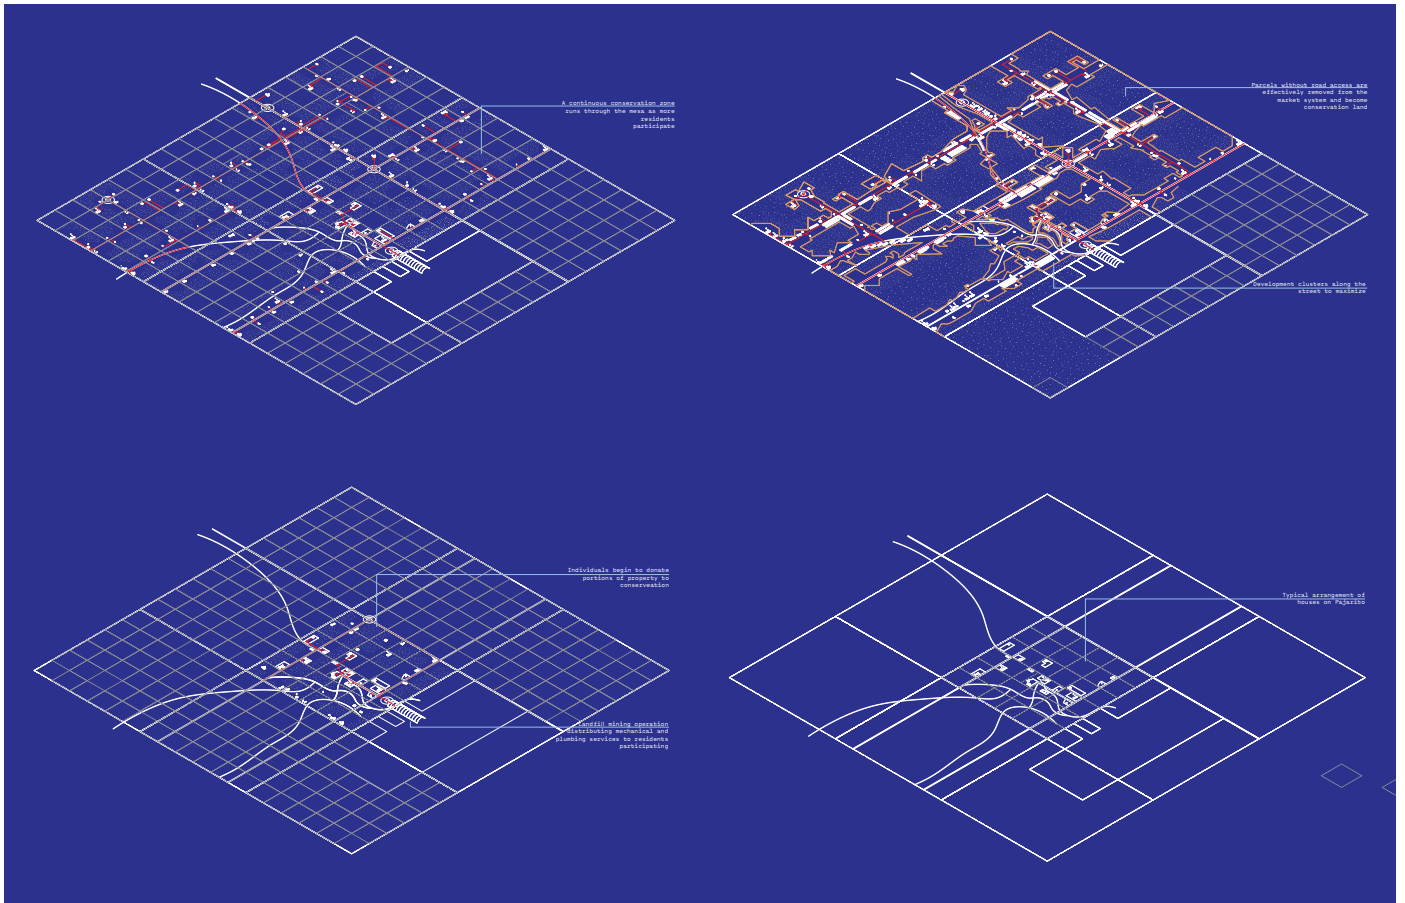 A continuous conservation zone
runs through the mesa as more
residents
participate
Parcels without road access are
effectively removed from the
market system and become
conservation land
Development clusters along the
street to maximize
Individuals begin to donate
portions of property to
conserveation
Landfill mining operation
distributing mechanical and
plumbing services to residents
participating
Typical arrangement of
houses on Pajarito